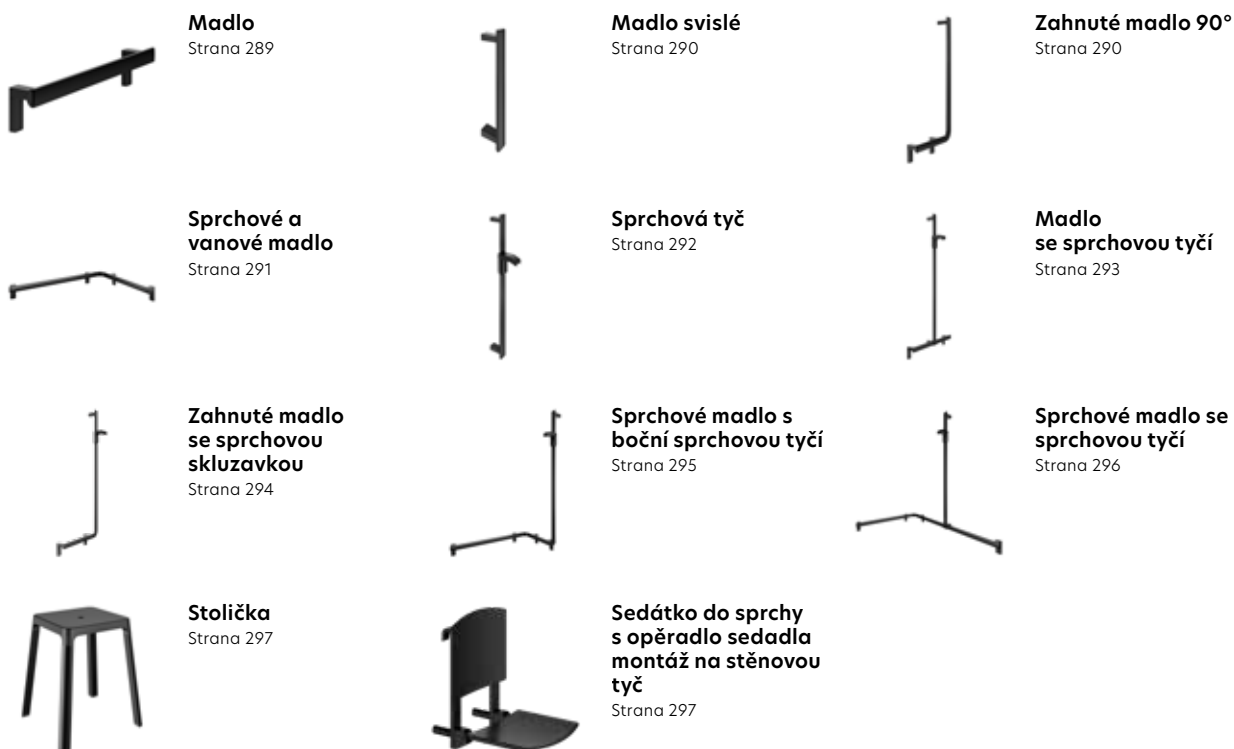 Madlo
Strana 289
Madlo svislé
Strana 290
Zahnuté madlo 90°
Strana 290
Sprchové a
vanové madlo
Strana 291
Sprchová tyč
Strana 292
Madlo
se sprchovou tyčí
Strana 293
Zahnuté madlo
se sprchovou
skluzavkou
Strana 294
Sprchové madlo s
boční sprchovou tyčí
Strana 295
Sprchové madlo se
sprchovou tyčí
Strana 296
Stolička
Strana 297
Sedátko do sprchy
s opěradlo sedadla
montáž na stěnovou
tyč
Strana 297